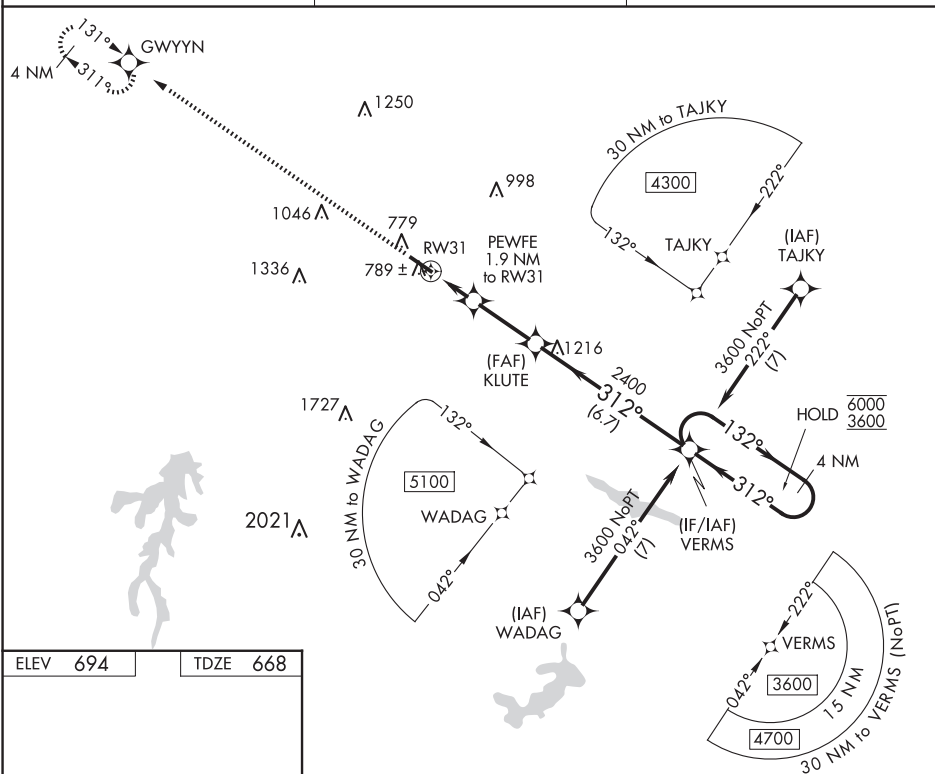 131°
GWYYN
4 NM
311°
1250
30 NM to TAJKY
998
4300
222°
1046
779
132°
TAJKY
(IAF)
TAJKY
RW31
PEWFE
1.9 NM
to RW31
1336
789 ±
3600 NoPT
222°
(7)
1216
(FAF)
KLUTE
2400
312°
(6.7)
HOLD
6000
3600
1727
132°
132°
4 NM
30 NM to WADAG
5100
312°
WADAG
(IF/IAF)
VERMS
2021
3600 NoPT
042°
(7)
042°
222°
(IAF)
WADAG
VERMS
ELEV 694
TDZE 668
042°
3600
15 NM
4700
30 NM to VERMS (NoPT)